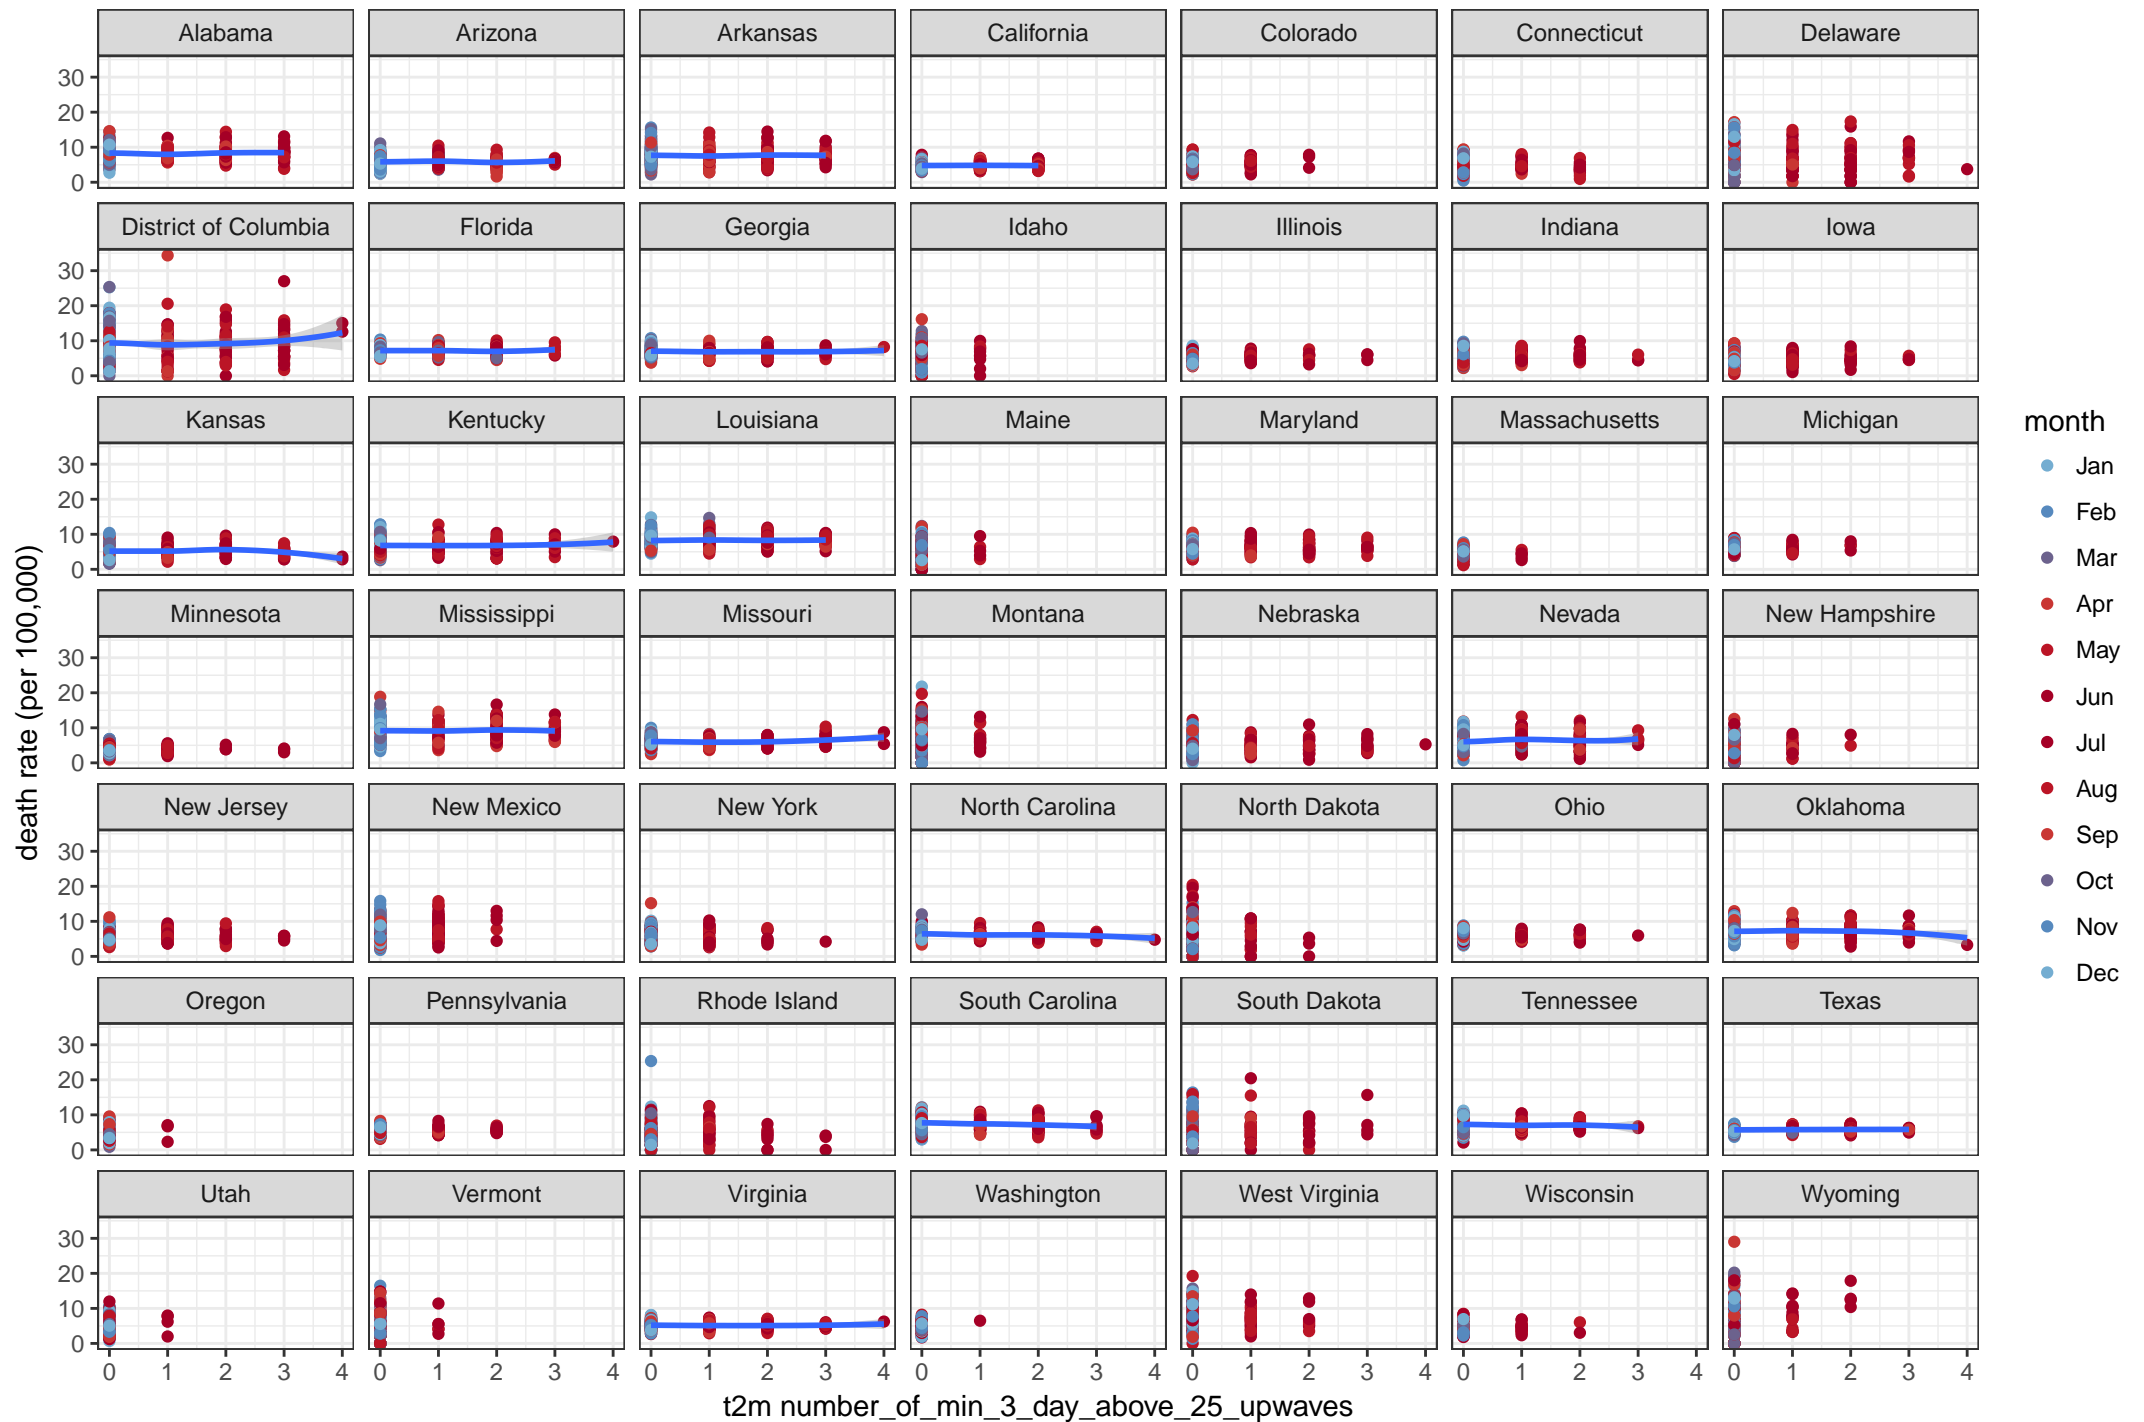 Alabama Arizona Arkansas California Colorado Connecticut Delaware
30
20
10
0
District of Columbia Florida Georgia Idaho Illinois Indiana Iowa
30
20
10
0
Kansas Kentucky Louisiana Maine Maryland Massachusetts Michigan
30
20
10
0
Minnesota Mississippi Missouri Montana Nebraska Nevada New Hampshire
30
20
10
0
New Jersey New Mexico New York North Carolina North Dakota Ohio Oklahoma
30
20
10
0
Oregon Pennsylvania Rhode Island South Carolina South Dakota Tennessee Texas
30
20
10
0
Utah Vermont Virginia Washington West Virginia Wisconsin Wyoming
30
20
10
0
0 1 2 3 4 0 1 2 3 4 0 1 2 3 4 0 1 2 3 4 0 1 2 3 4 0 1 2 3 4 0 1 2 3 4
t2m number_of_min_3_day_above_25_upwaves
death rate (per 100,000)
month
Jan
Feb
Mar
Apr
May
Jun
Jul
Aug
Sep
Oct
Nov
Dec